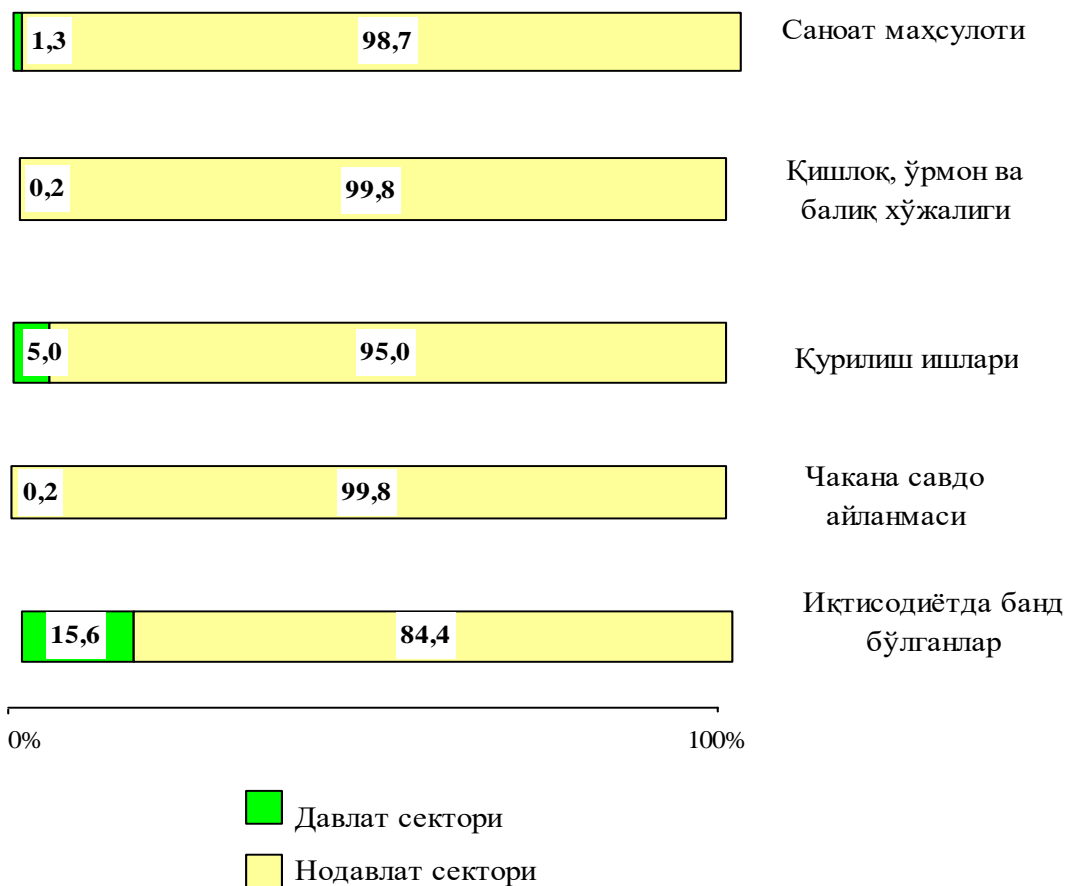 1,3 98,7 Саноат маҳсулоти
0,2 99,8 Қишлоқ, ўрмон ва
балиқ хўжалиги
5,0 95,0 Қурилиш ишлари
0,2 99,8 Чакана савдо
айланмаси
15,6 84,4 Иқтисодиётда банд
бўлганлар
0% 100%
Давлат сектори
Нодавлат сектори